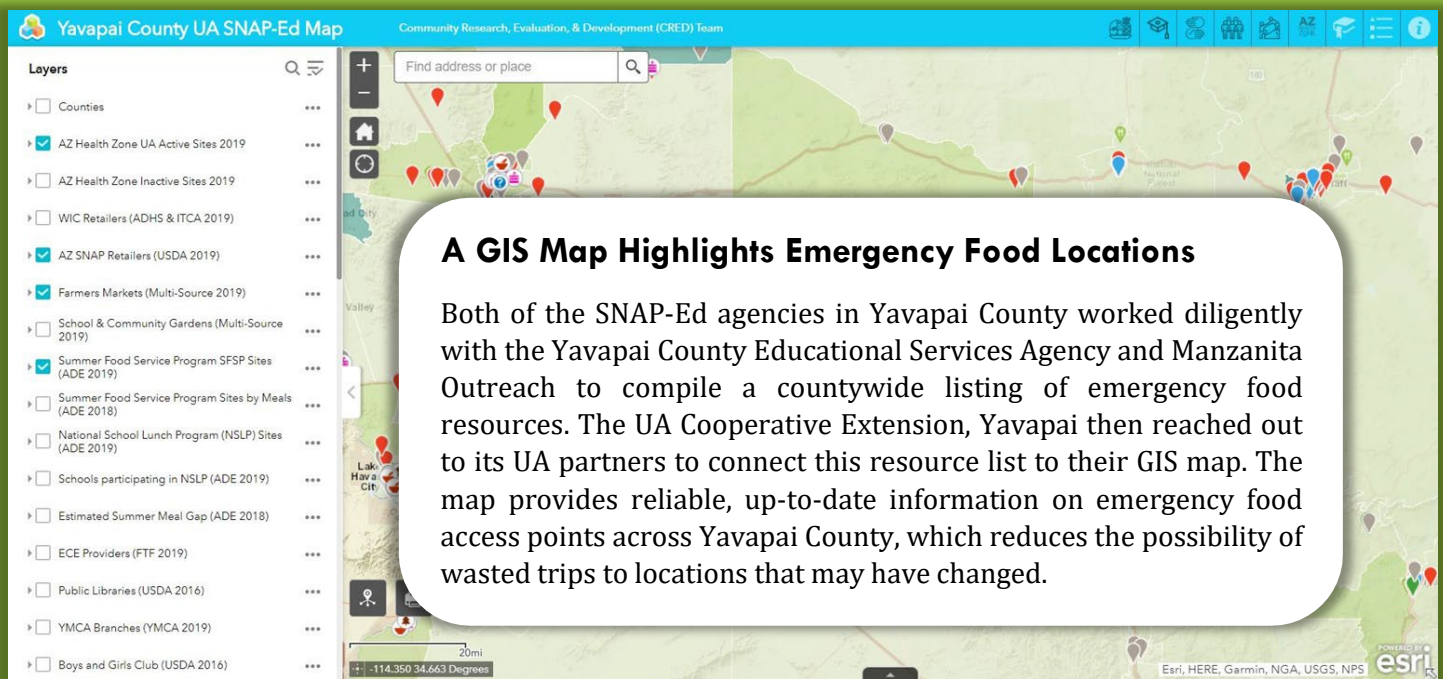 Yavapai County UA SNAP-Ed Map
Community Research, Evaluation, & Development (CRED) Team
AZ
Layers
Counties
AZ Health Zone UA Active Sites 2019
AZ Health Zone Inactive Sites 2019
WIC Retailers (ADHS & ITCA 2019)
AZ SNAP Retailers (USDA 2019)
Farmers Markets (Multi-Source 2019)
School & Community Gardens (Multi-Source
2019)
Summer Food Service Program SFSP Sites
(ADE 2019)
Summer Food Service Program Sites by Meals
(ADE 2018)
National School Lunch Program (NSLP) Sites
(ADE 2019)
Schools participating in NSLP (ADE 2019)
Estimated Summer Meal Gap (ADE 2018)
ECE Providers (FTF 2019)
Public Libraries (USDA 2016)
YMCA Branches (YMCA 2019)
Boys and Girls Club (USDA 2016)
Find address or place
180
City
Valley
Lake
Hava
City
A GIS Map Highlights Emergency Food Locations
Both of the SNAP-Ed agencies in Yavapai County worked diligently
with the Yavapai County Educational Services Agency and Manzanita
Outreach to compile a countywide listing of emergency food
resources. The UA Cooperative Extension, Yavapai then reached out
to its UA partners to connect this resource list to their GIS map. The
map provides reliable, up-to-date information on emergency food
access points across Yavapai County, which reduces the possibility of
wasted trips to locations that may have changed.
20mi
-114.350 34.663 Degrees
Esri, HERE, Garmin, NGA, USGS, NPS
POWERED BY
esri